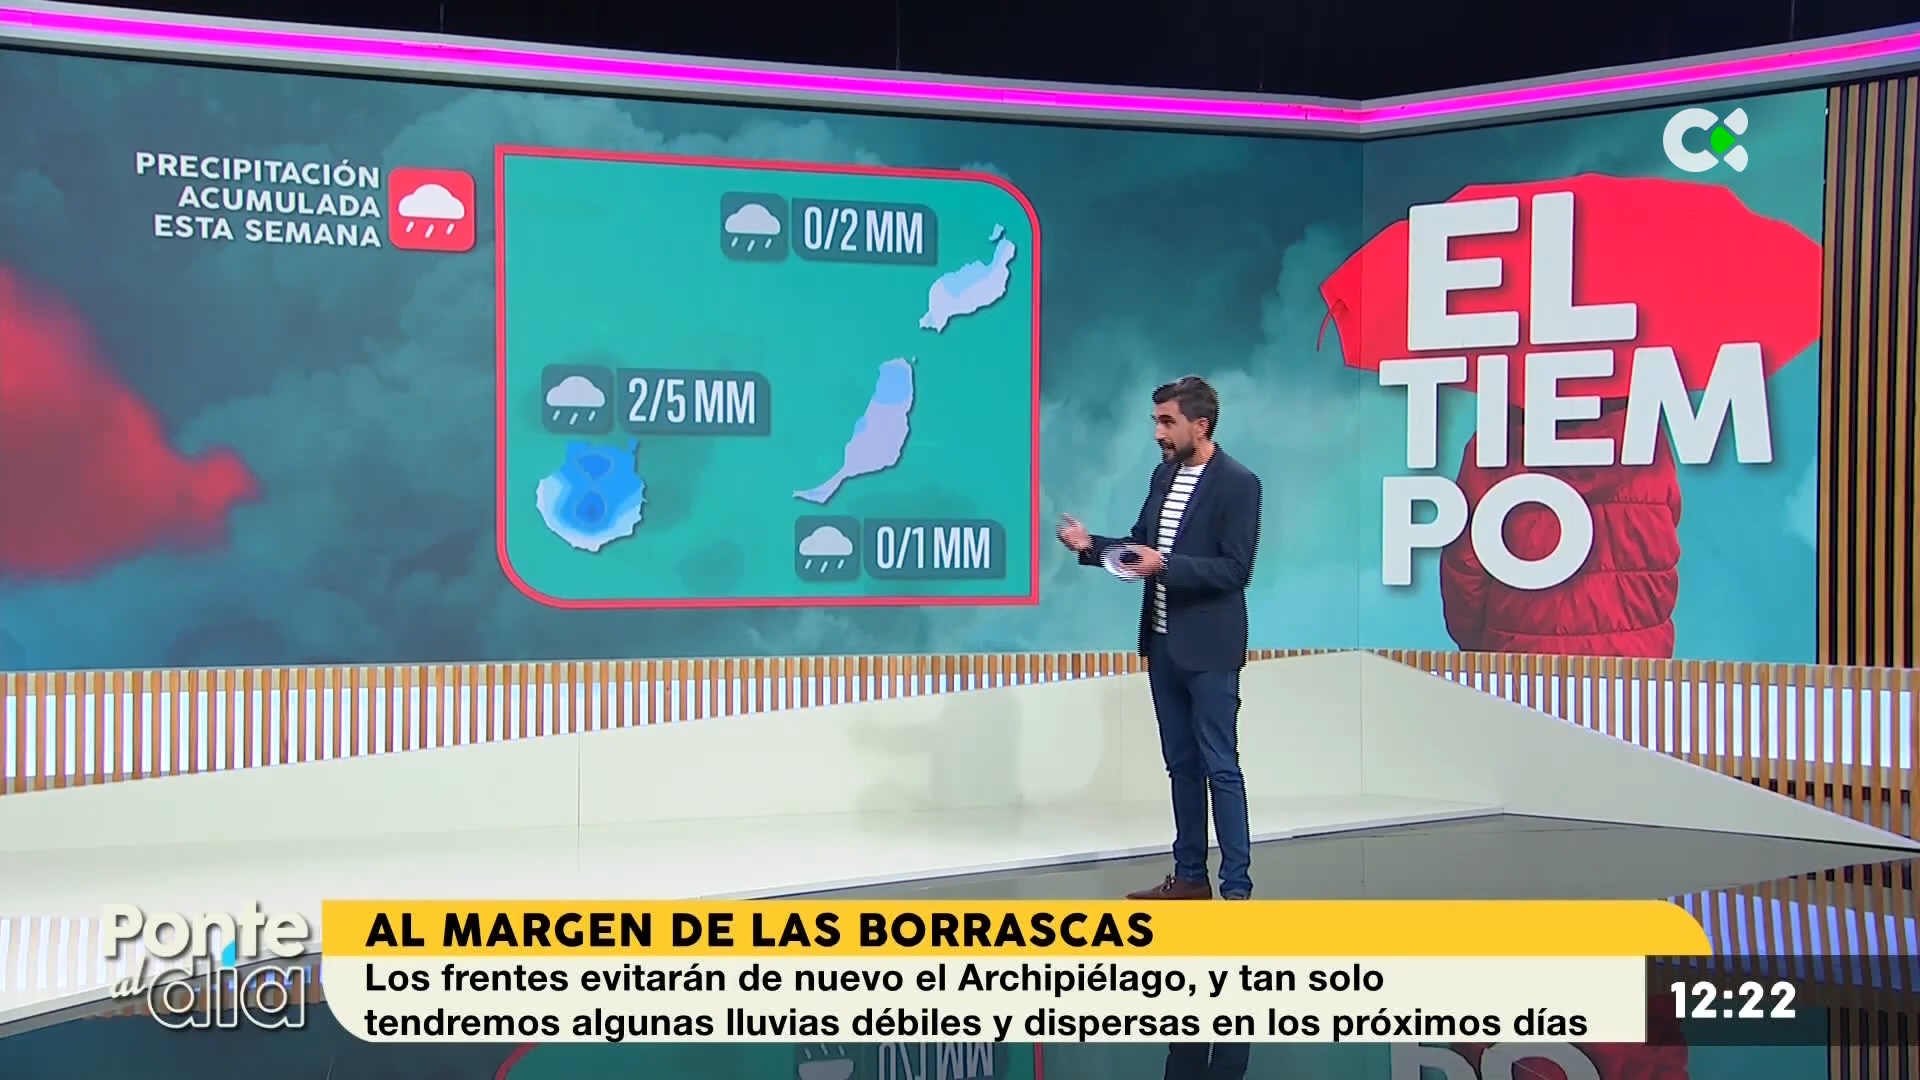 PRECIPITACIÓN
ACUMULADA
ESTA SEMANA
0/2 MM
2/5 MM
0/1 MM
EL
TIEM
PO
AL MARGEN DE LAS BORRASCAS
Ponte
al
día
Los frentes evitarán de nuevo el Archipiélago, y tan solo
tendremos algunas lluvias débiles y dispersas en los próximos días
12:22